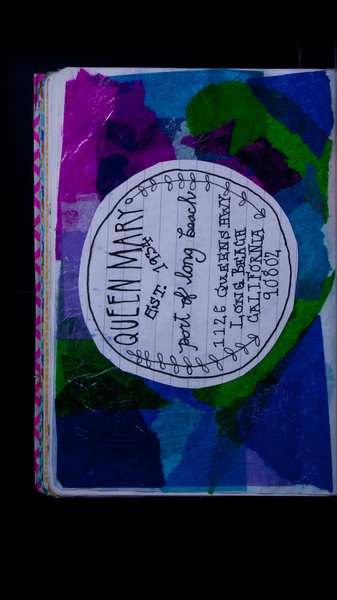 QUEEN MARY
Est. 1934
port of long beach
1126 QUEENS HWY
LONG BEACH
CALIFORNIA
90802